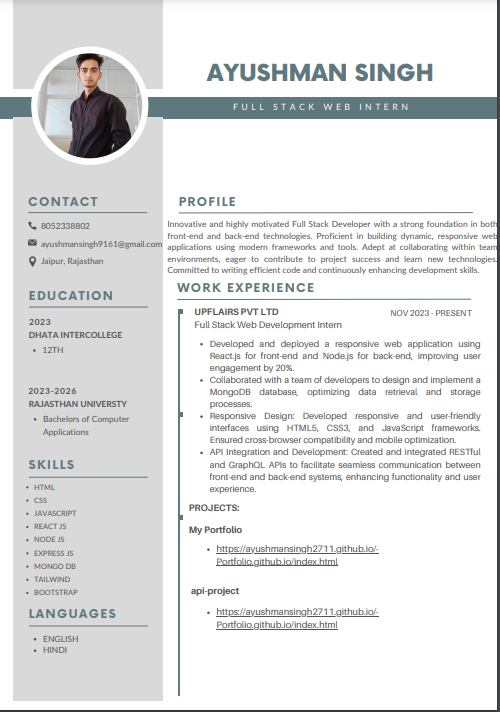 AYUSHMAN SINGH
FULL STACK WEB INTERN
CONTACT
8052338802
ayushmansingh9161@gmail.com
Jaipur, Rajasthan
EDUCATION
2023
DHATA INTERCOLLEGE
• 12TH
2023-2026
RAJASTHAN UNIVERSTY
• Bachelors of Computer
Applications
SKILLS
• HTML
• CSS
• JAVASCRIPT
• REACT JS
• NODE JS
• EXPRESS JS
• MONGO DB
• TAILWIND
• BOOTSTRAP
LANGUAGES
• ENGLISH
• HINDI
PROFILE
Innovative and highly motivated Full Stack Developer with a strong foundation in both
front-end and back-end technologies. Proficient in building dynamic, responsive web
applications using modern frameworks and tools. Adept at collaborating within team
environments, eager to contribute to project success and learn new technologies.
Committed to writing efficient code and continuously enhancing development skills.
WORK EXPERIENCE
UPFLAIRS PVT LTD NOV 2023 - PRESENT
Full Stack Web Development Intern
• Developed and deployed a responsive web application using
React.js for front-end and Node.js for back-end, improving user
engagement by 20%.
• Collaborated with a team of developers to design and implement a
MongoDB database, optimizing data retrieval and storage
processes.
• Responsive Design: Developed responsive and user-friendly
interfaces using HTML5, CSS3, and JavaScript frameworks.
Ensured cross-browser compatibility and mobile optimization.
• API Integration and Development: Created and integrated RESTful
and GraphQL APIs to facilitate seamless communication between
front-end and back-end systems, enhancing functionality and user
experience.
PROJECTS:
My Portfolio
• https://ayushmansingh2711.github.io/-
Portfolio.github.io/index.html
api-project
• https://ayushmansingh2711.github.io/-
Portfolio.github.io/index.html